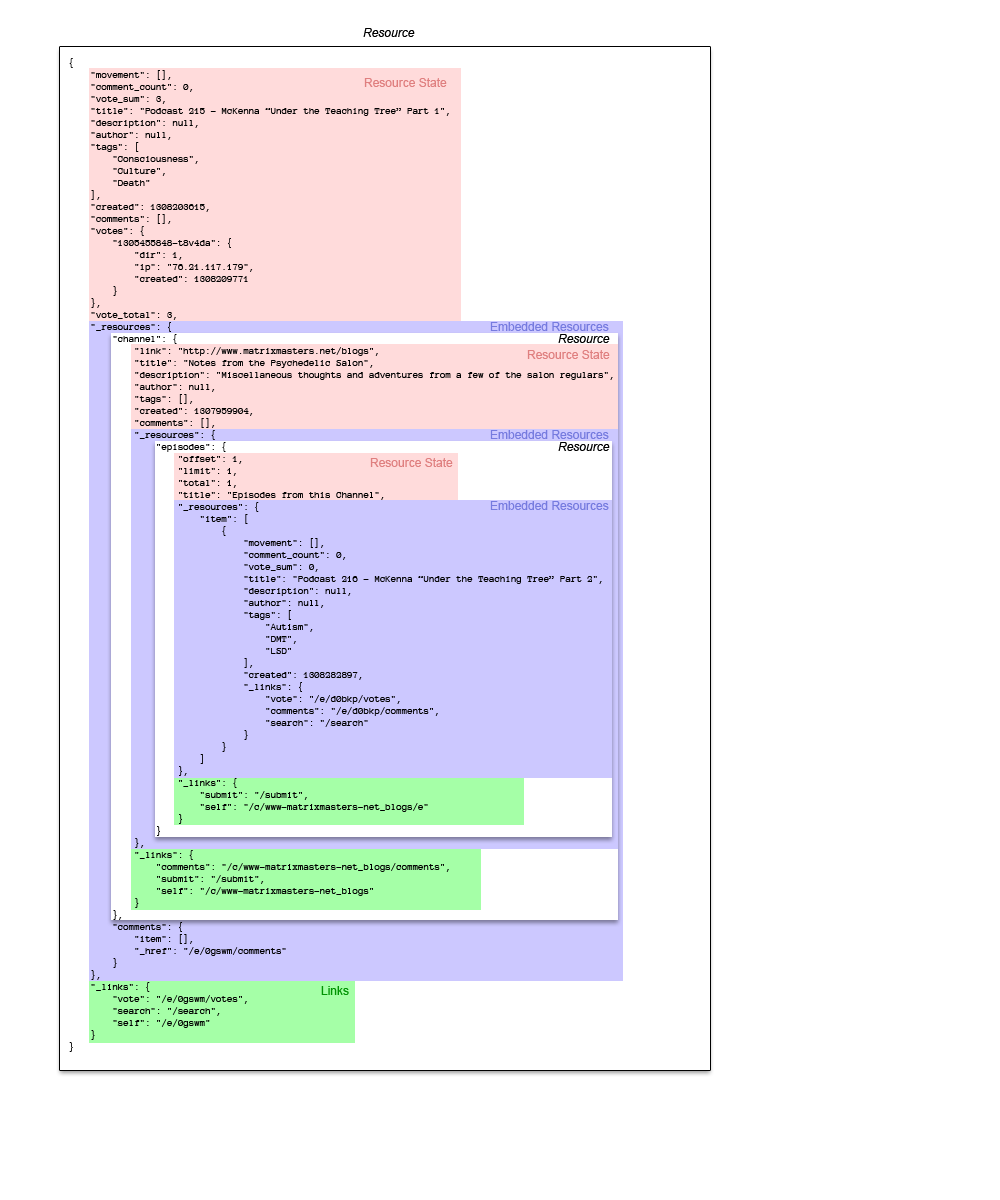 Resource
{
"movement": [],
Resource State
"comment_count": 0,
"vote_sum": 3,
"title": "Podcast 215 – McKenna “Under the Teaching Tree” Part 1",
"description": null,
"author": null,
"tags": [
"Consciousness",
"Culture",
"Death"
],
"created": 1308203615,
"comments": [],
"votes": {
"1305455848-t8v4da": {
"dir": 1,
"ip": "76.21.117.179",
"created": 1308209771
}
},
"vote_total": 3,
"_resources": {
Embedded Resources
"channel": {
Resource
"link": "http://www.matrixmasters.net/blogs",
Resource State
"title": "Notes from the Psychedelic Salon",
"description": "Miscellaneous thoughts and adventures from a few of the salon regulars",
"author": null,
"tags": [],
"created": 1307959904,
"comments": [],
"_resources": {
Embedded Resources
"episodes": {
Resource
"offset": 1,
Resource State
"limit": 1,
"total": 1,
"title": "Episodes from this Channel",
"_resources": {
Embedded Resources
"item": [
{
"movement": [],
"comment_count": 0,
"vote_sum": 0,
"title": "Podcast 216 – McKenna “Under the Teaching Tree” Part 2",
"description": null,
"author": null,
"tags": [
"Autism",
"DMT",
"LSD"
],
"created": 1308282897,
"_links": {
"vote": "/e/d0bkp/votes",
"comments": "/e/d0bkp/comments",
"search": "/search"
}
}
]
},
"_links": {
"submit": "/submit",
"self": "/c/www-matrixmasters-net_blogs/e"
}
}
},
"_links": {
"comments": "/c/www-matrixmasters-net_blogs/comments",
"submit": "/submit",
"self": "/c/www-matrixmasters-net_blogs"
}
},
"comments": {
"item": [],
"_href": "/e/0gswm/comments"
}
},
"_links": {
Links
"vote": "/e/0gswm/votes",
"search": "/search",
"self": "/e/0gswm"
}
}